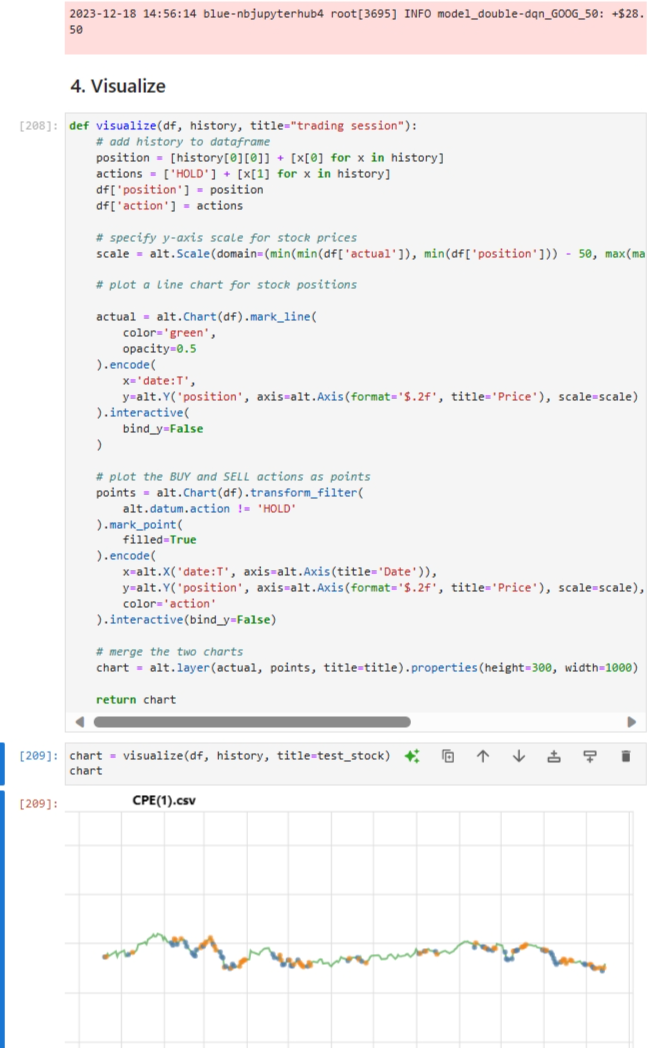 2023-12-18 14:56:14 blue-nbjupyterhub4 root[3695] INFO model_double-dqn_GOOG_50: +$28.
50
4. Visualize
[208]: def visualize(df, history, title="trading session"):
# add history to dataframe
position = [history[0][0]] + [x[0] for x in history]
actions = ['HOLD'] + [x[1] for x in history]
df['position'] = position
df['action'] = actions
# specify y-axis scale for stock prices
scale = alt.Scale(domain=(min(min(df['actual']), min(df['position'])) - 50, max(ma
# plot a line chart for stock positions
actual = alt.Chart(df).mark_line(
color='green',
opacity=0.5
).encode(
x='date:T',
y=alt.Y('position', axis=alt.Axis(format='$.2f', title='Price'), scale=scale)
).interactive(
bind_y=False
)
# plot the BUY and SELL actions as points
points = alt.Chart(df).transform_filter(
alt.datum.action != 'HOLD'
).mark_point(
filled=True
).encode(
x=alt.X('date:T', axis=alt.Axis(title='Date')),
y=alt.Y('position', axis=alt.Axis(format='$.2f', title='Price'), scale=scale),
color='action'
).interactive(bind_y=False)
# merge the two charts
chart = alt.layer(actual, points, title=title).properties(height=300, width=1000)
return chart
[209]: chart = visualize(df, history, title=test_stock)
chart
[209]: CPE(1).csv